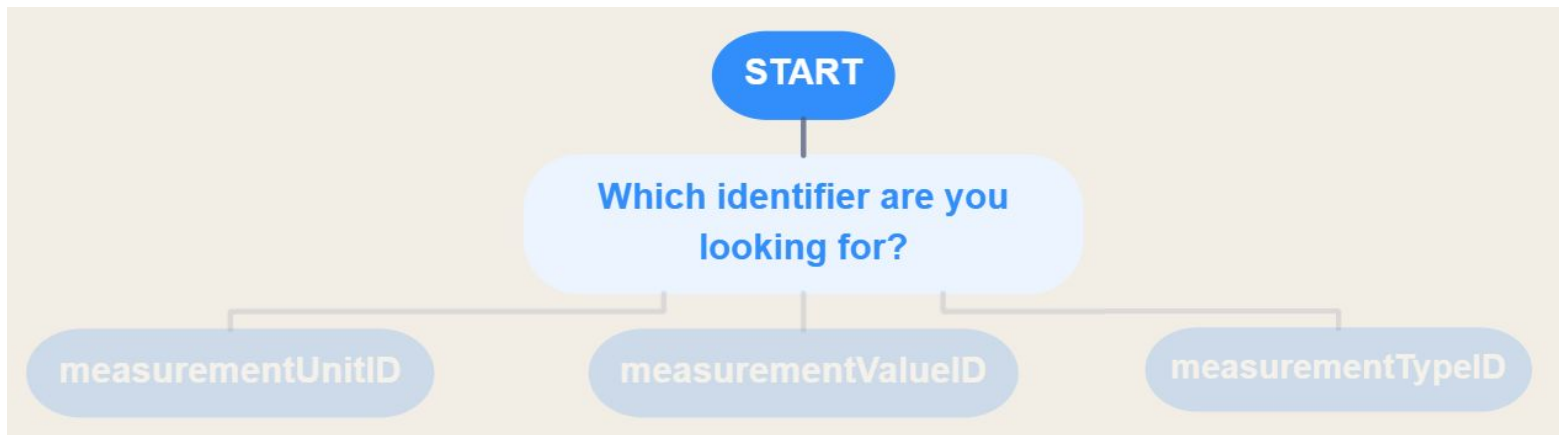 START
Which identifier are you
looking for?
measurementUnitID
measurementValueID
measurementTypeID